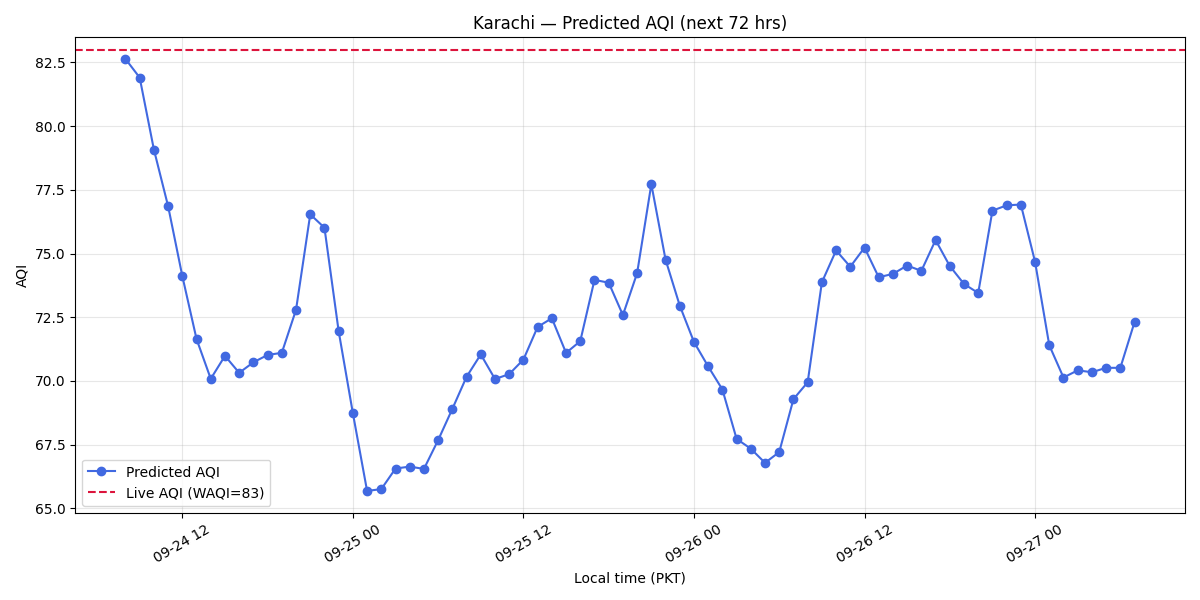 Karachi — Predicted AQI (next 72 hrs)
AQI
82.5
80.0
77.5
75.0
72.5
70.0
67.5
65.0
Predicted AQI
Live AQI (WAQI=83)
09-24 12
09-25 00
09-25 12
09-26 00
09-26 12
09-27 00
Local time (PKT)